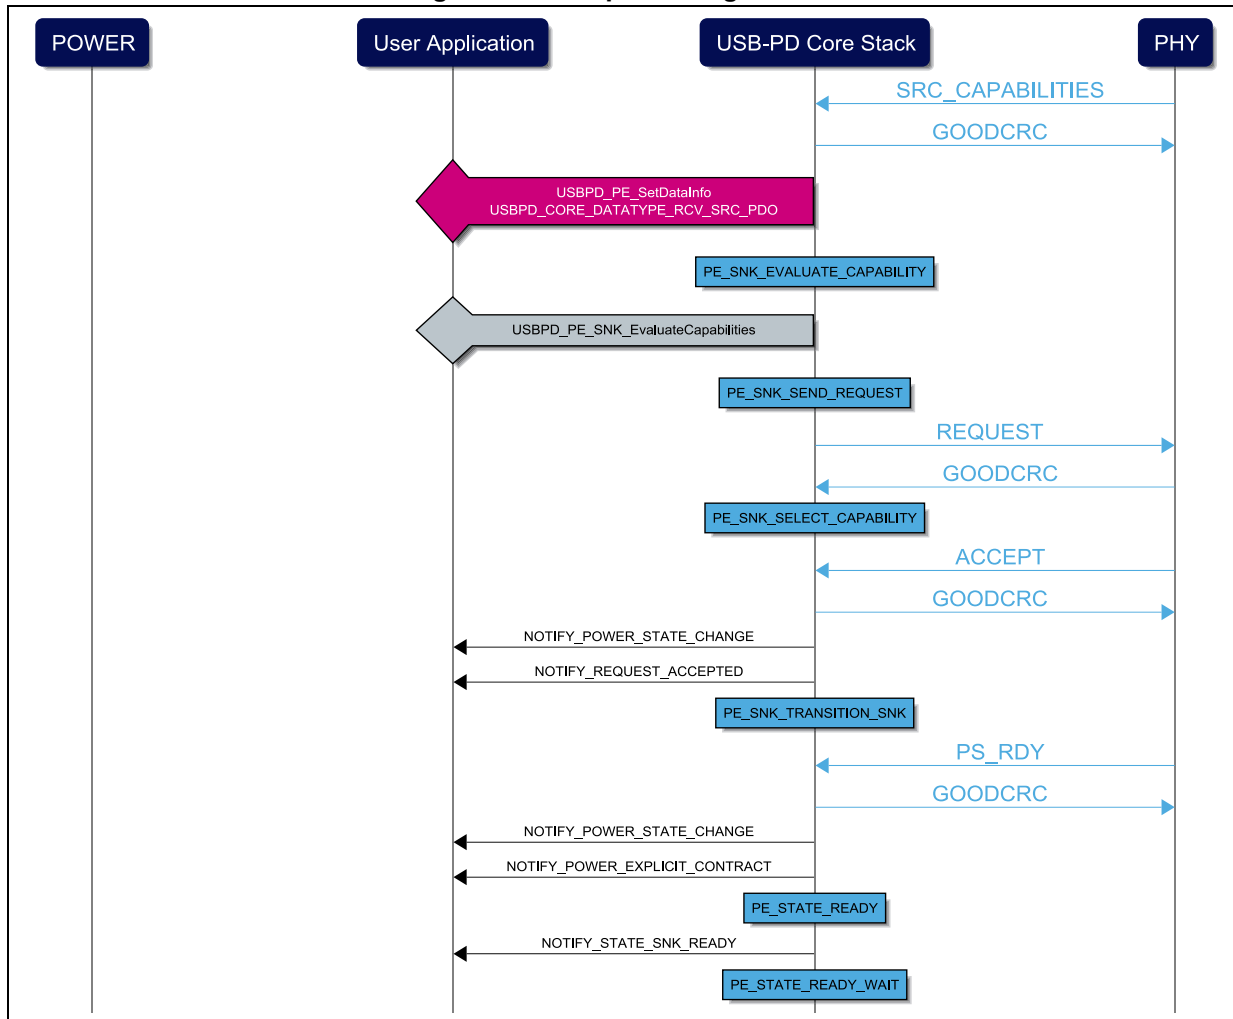 POWER
User Application
USB-PD Core Stack
PHY
SRC_CAPABILITIES
GOODCRC
USBPD_PE_SetDataInfo
USBPD_CORE_DATATYPE_RCV_SRC_PDO
PE_SNK_EVALUATE_CAPABILITY
USBPD_PE_SNK_EvaluateCapabilities
PE_SNK_SEND_REQUEST
REQUEST
GOODCRC
PE_SNK_SELECT_CAPABILITY
ACCEPT
GOODCRC
NOTIFY_POWER_STATE_CHANGE
NOTIFY_REQUEST_ACCEPTED
PE_SNK_TRANSITION_SNK
PS_RDY
GOODCRC
NOTIFY_POWER_STATE_CHANGE
NOTIFY_POWER_EXPLICIT_CONTRACT
PE_STATE_READY
NOTIFY_STATE_SNK_READY
PE_STATE_READY_WAIT